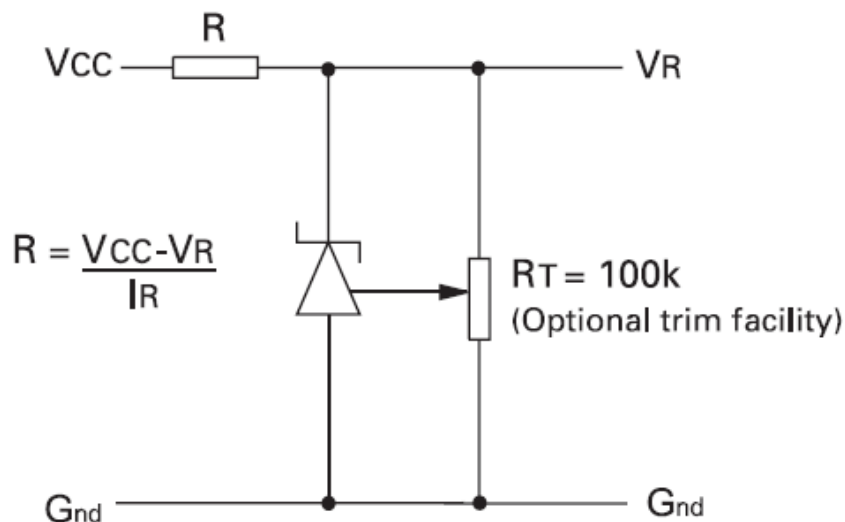 R
VCC
VR
R = VCC-VR
IR
RT = 100k
(Optional trim facility)
Gnd
Gnd